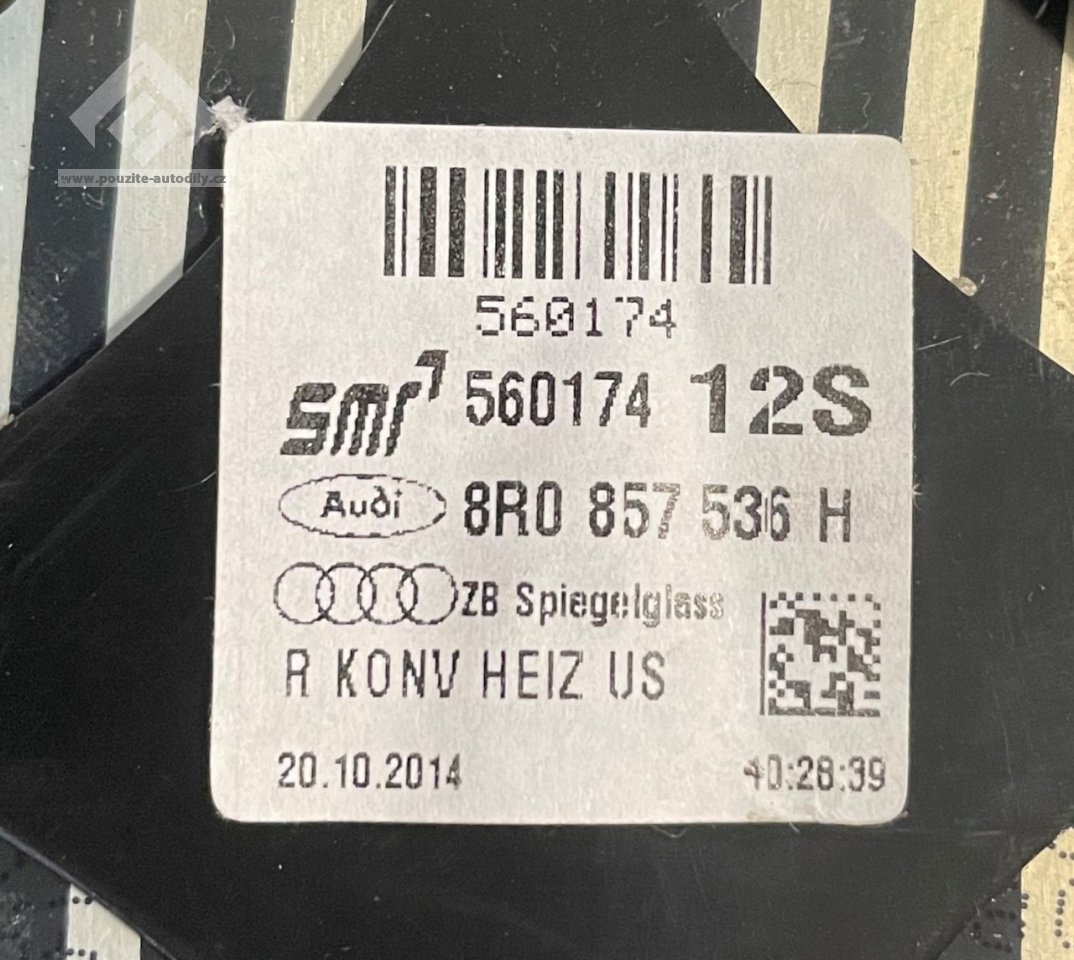 www.pouzite-autodily.cz
560174
smr 560174 12S
Audi 8R0 857 536 H
ZB Spiegelglass
R KONV HEIZ US
20.10.2014 10:28:39